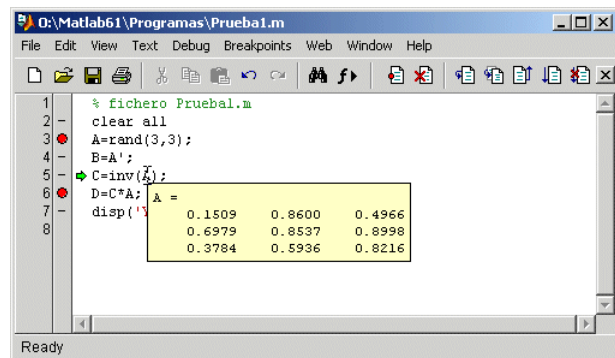 O:\Matlab61\Programas\Prueba1.m
File Edit View Text Debug Breakpoints Web Window Help
1 % fichero Prueba1.m
2 - clear all
3 A=rand(3,3);
4 - B=A';
5 - C=inv(A);
6 D=C*A;
7 - disp('
8
A =
0.1509 0.8600 0.4966
0.6979 0.8537 0.8998
0.3784 0.5936 0.8216
Ready